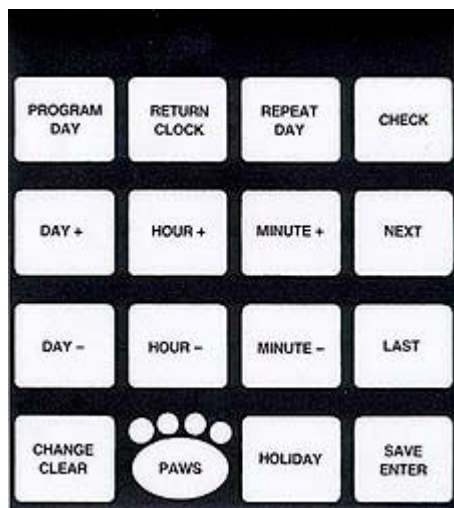 PROGRAM DAY
RETURN CLOCK
REPEAT DAY
CHECK
DAY +
HOUR +
MINUTE +
NEXT
DAY –
HOUR –
MINUTE –
LAST
CHANGE CLEAR
PAWS
HOLIDAY
SAVE ENTER